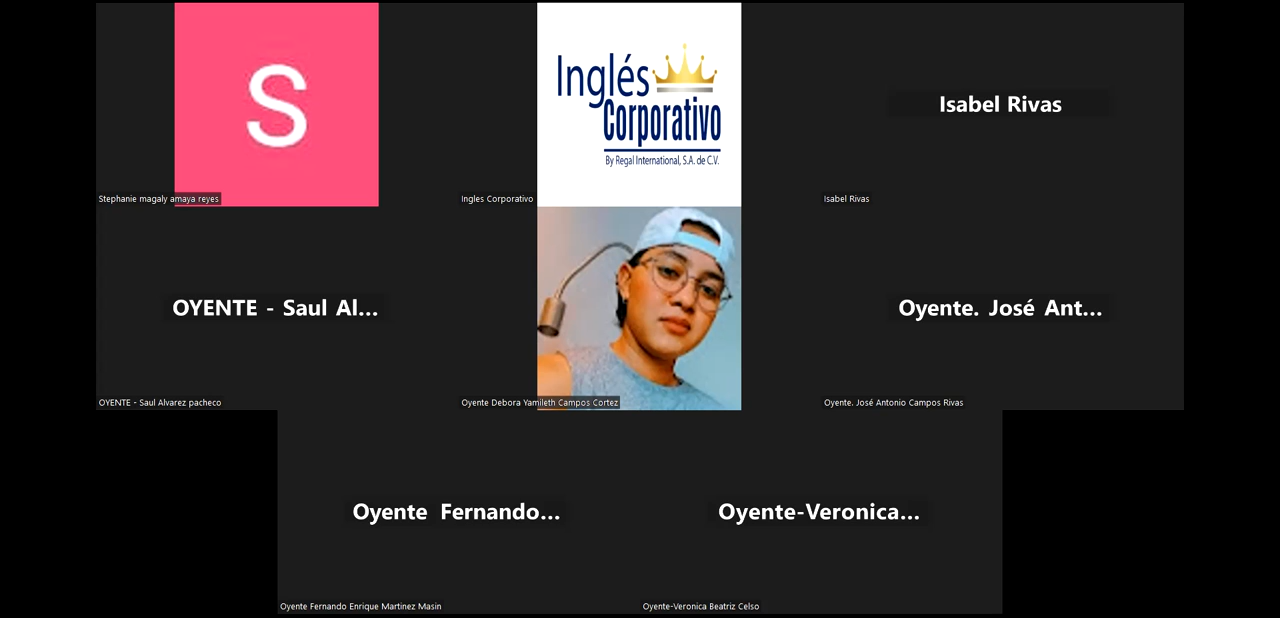 S
Stephanie magaly amaya reyes
Inglés
Corporativo
By Regal International, S.A. de C.V.
Ingles Corporativo
Isabel Rivas
Isabel Rivas
OYENTE - Saul Al...
OYENTE - Saul Alvarez pacheco
Oyente Debora Yamileth Campos Cortez
Oyente. José Ant...
Oyente. José Antonio Campos Rivas
Oyente Fernando...
Oyente Fernando Enrique Martinez Masin
Oyente-Veronica...
Oyente-Veronica Beatriz Celso